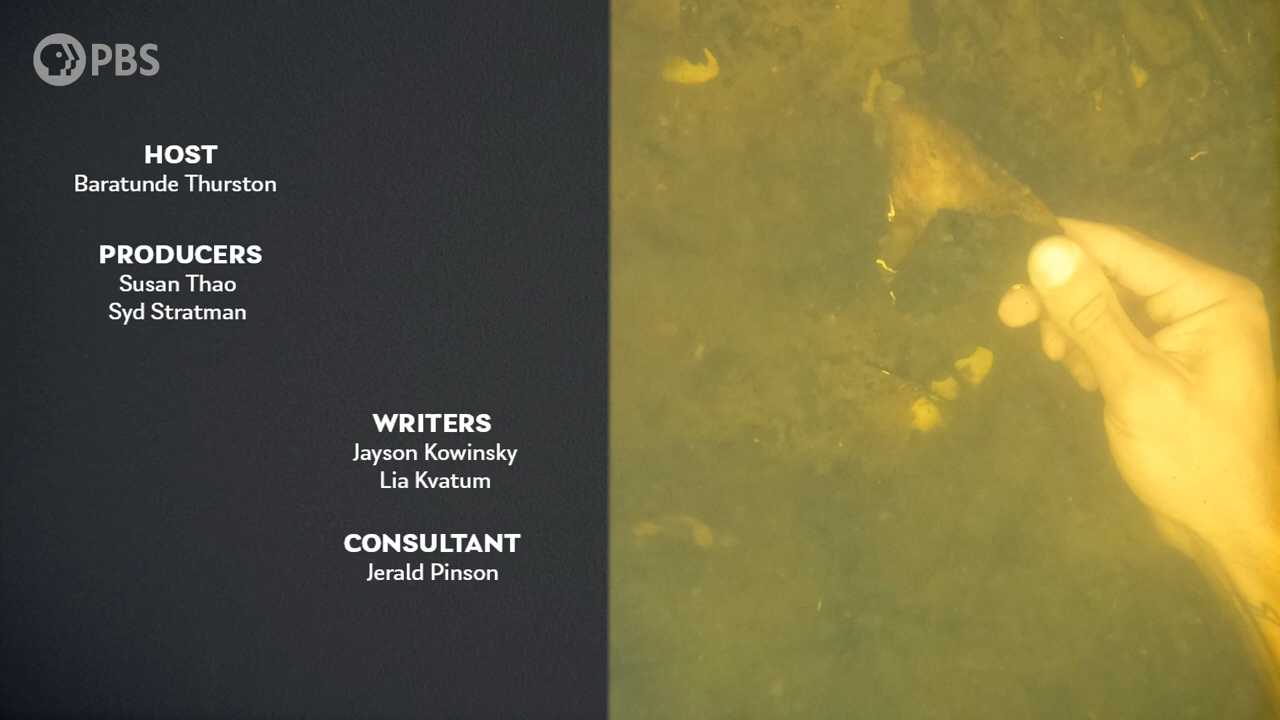 PBS
HOST
Baratunde Thurston
PRODUCERS
Susan Thao
Syd Stratman
WRITERS
Jayson Kowinsky
Lia Kvatum
CONSULTANT
Jerald Pinson